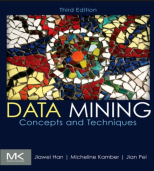 Third Edition
DATA MINING
Concepts and Techniques
MK
Jiawei Han | Micheline Kamber | Jian Pei